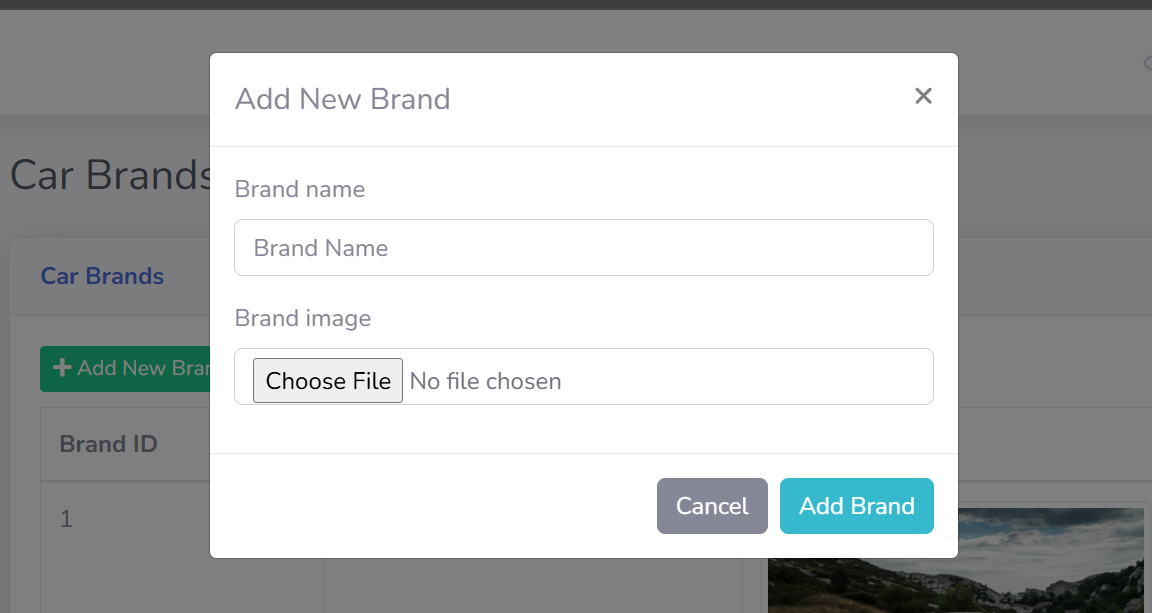 Add New Brand
Car Brands
Brand name
Brand Name
Car Brands
Brand image
Add New Bran
Choose File No file chosen
Brand ID
Cancel Add Brand
1